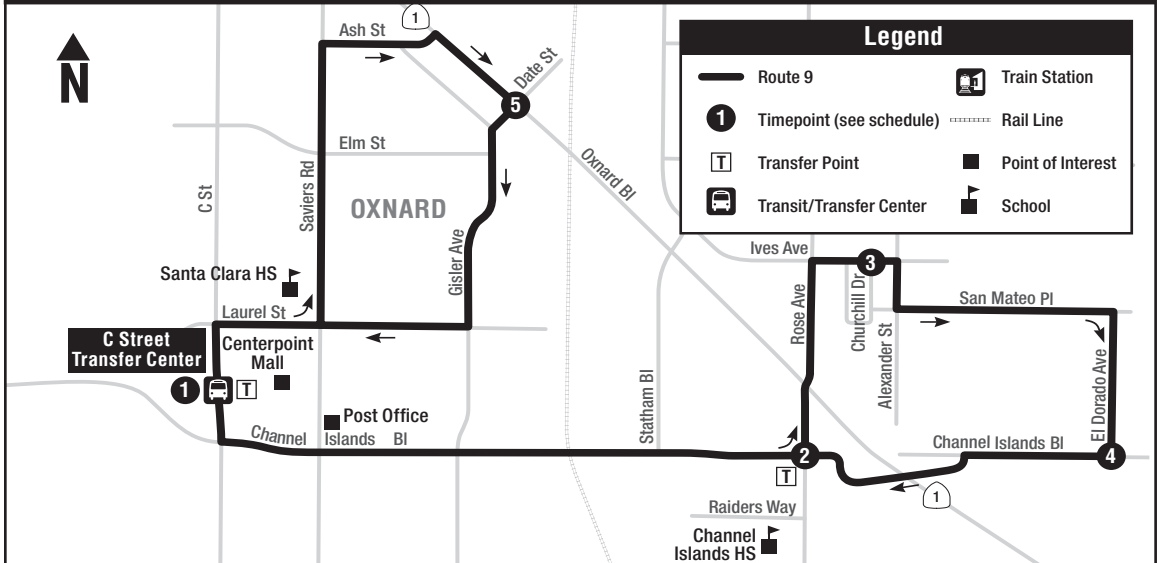 1
Ash St
N
Date St
5
Elm St
Oxnard Bl
C St
Saviers Rd
OXNARD
Gisler Ave
Santa Clara HS
Laurel St
C Street
Transfer Center
Centerpoint
Mall
1
T
Post Office
Channel Islands Bl
Statham Bl
Legend
Route 9
Train Station
1
Timepoint (see schedule)
Rail Line
T
Transfer Point
Point of Interest
Transit/Transfer Center
School
Ives Ave
3
Rose Ave
Churchill Dr
Alexander St
San Mateo Pl
El Dorado Ave
Channel Islands Bl
2
4
T
1
Raiders Way
Channel
Islands HS